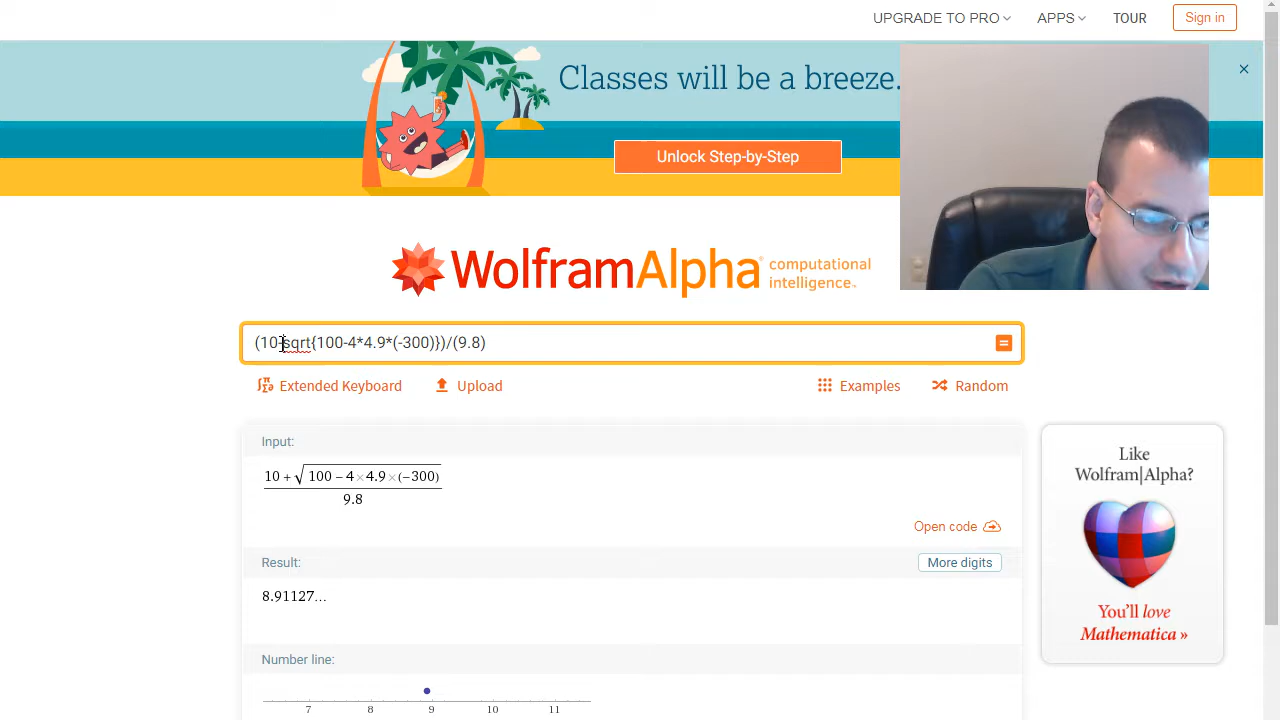 UPGRADE TO PRO APPS TOUR Sign in
Classes will be a breeze.
Unlock Step-by-Step
WolframAlpha computational intelligence.
(10-sqrt{100-4*4.9*(-300)})/(9.8)
=
Extended Keyboard Upload Examples Random
Input:
10 + √ 100 − 4 × 4.9 × (−300)
9.8
Open code
Result:
More digits
8.91127...
Number line:
7 8 9 10 11
Like
Wolfram|Alpha?
You'll love
Mathematica »